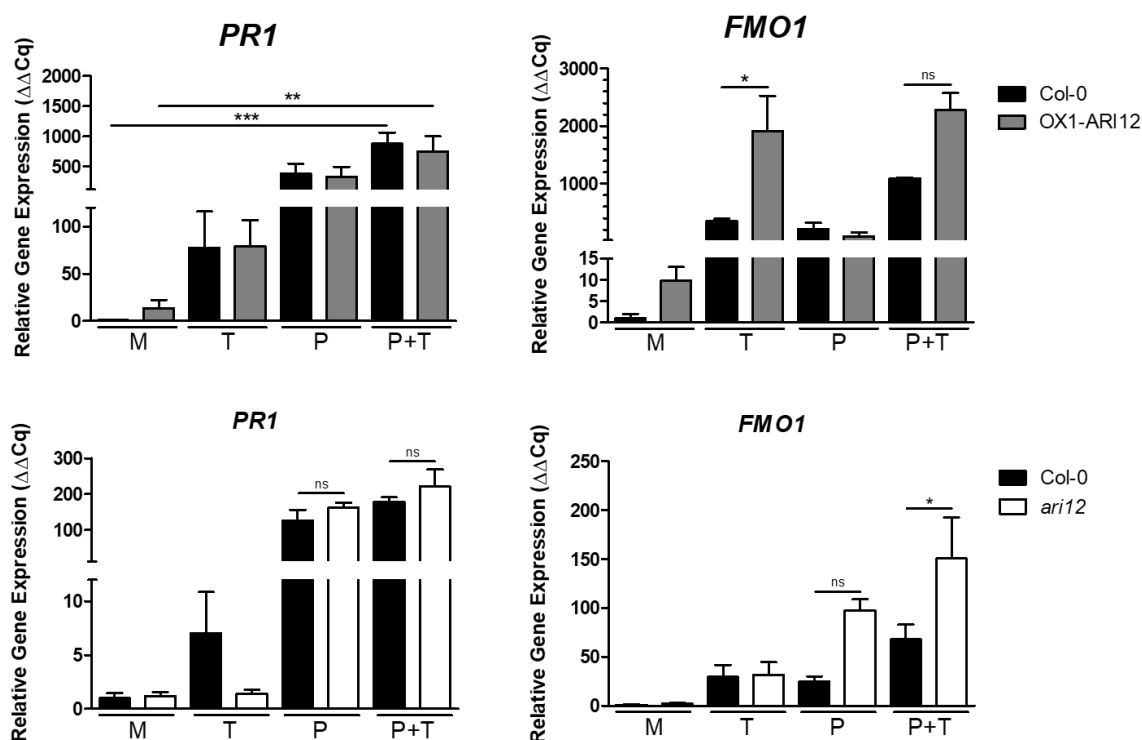 PR1
Relative Gene Expression (ΔΔCq)
2000
1500
1000
500
100
50
0
**
***
M T P P+T
FMO1
Relative Gene Expression (ΔΔCq)
3000
2000
1000
15
10
5
0
*
ns
M T P P+T
Col-0
OX1-ARI12
PR1
Relative Gene Expression (ΔΔCq)
300
200
100
10
5
0
ns
ns
M T P P+T
FMO1
Relative Gene Expression (ΔΔCq)
250
200
150
100
50
0
ns
*
M T P P+T
Col-0
ari12